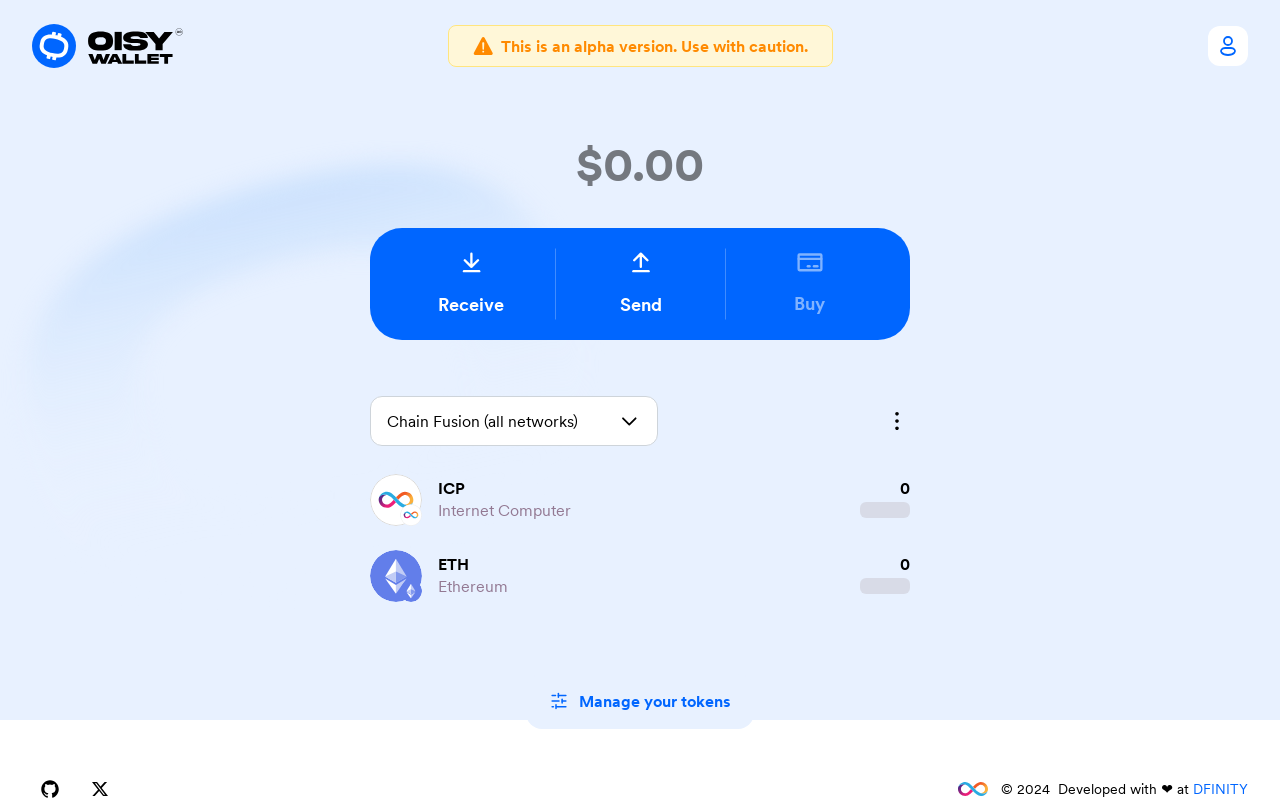 OISY
WALLET
This is an alpha version. Use with caution.
$0.00
Receive
Send
Buy
Chain Fusion (all networks)
ICP
0
Internet Computer
ETH
0
Ethereum
Manage your tokens
© 2024 Developed with ❤ at DFINITY